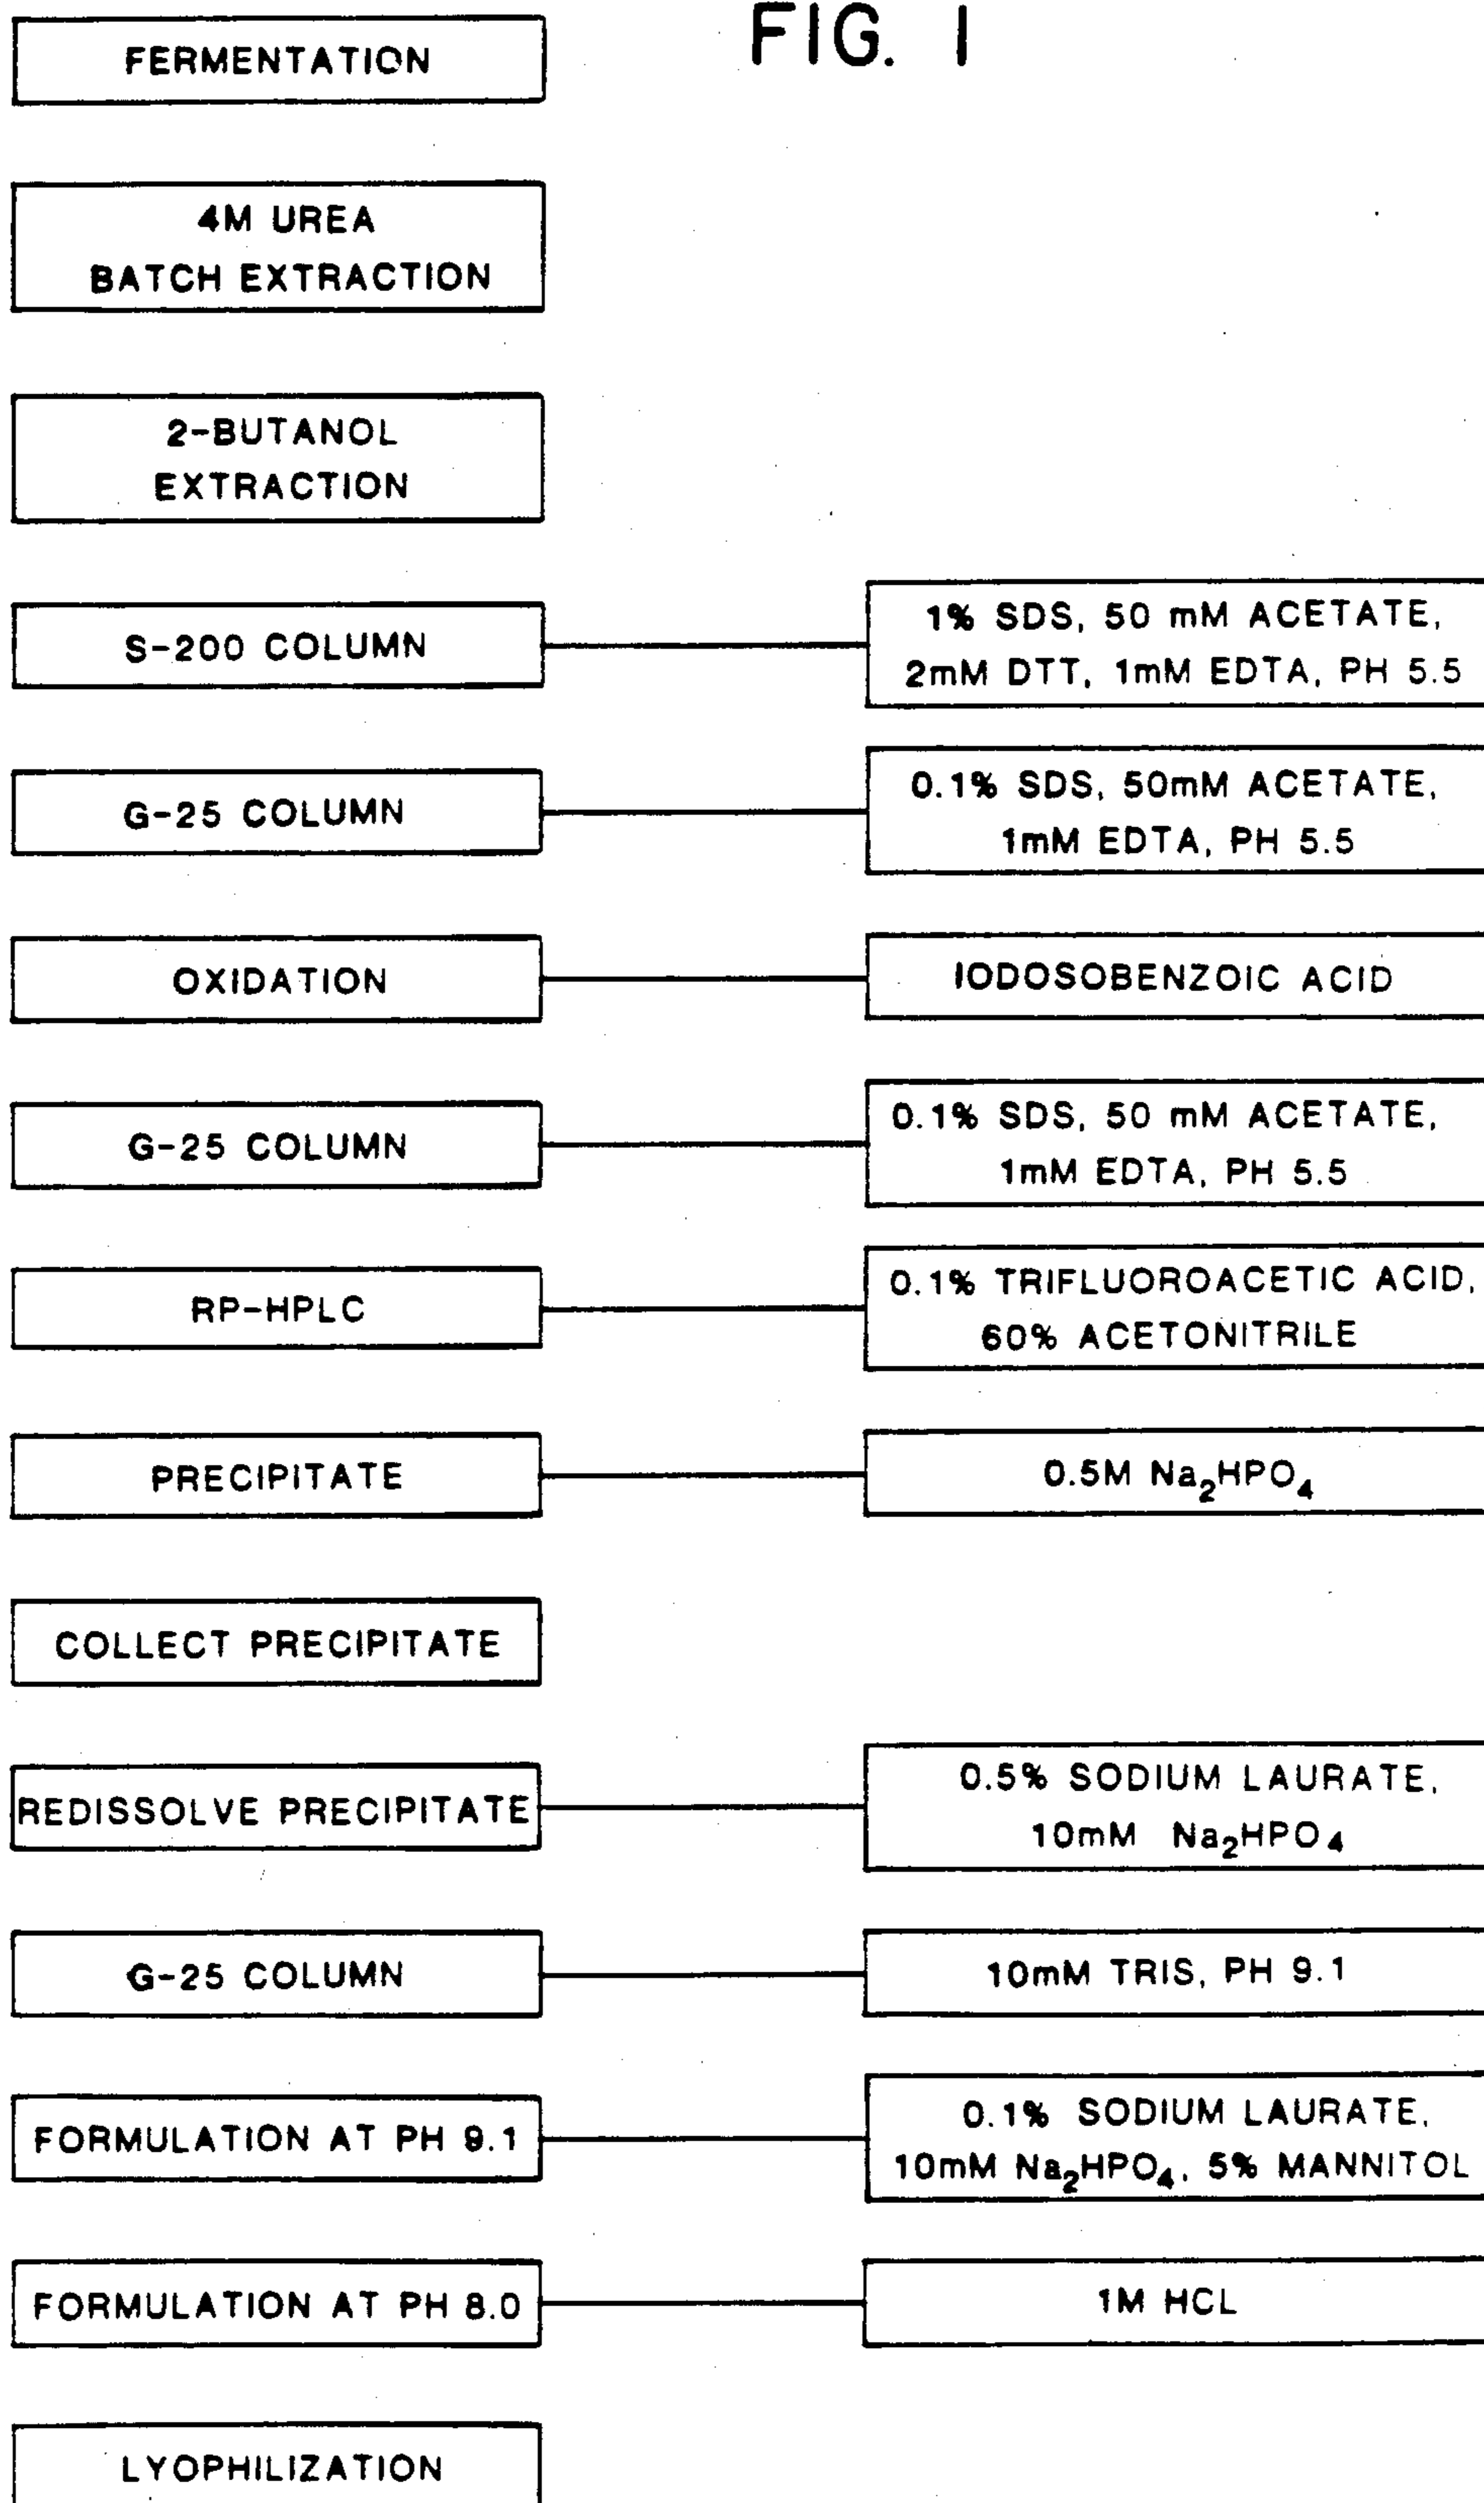 FIG. 1
FERMENTATION
4M UREA
BATCH EXTRACTION
2-BUTANOL
EXTRACTION
S-200 COLUMN
1% SDS, 50 mM ACETATE,
2mM DTT, 1mM EDTA, PH 5.5
G-25 COLUMN
0.1% SDS, 50mM ACETATE,
1mM EDTA, PH 5.5
OXIDATION
IODOSOBENZOIC ACID
G-25 COLUMN
0.1% SDS, 50 mM ACETATE,
1mM EDTA, PH 5.5
RP-HPLC
0.1% TRIFLUOROACETIC ACID,
60% ACETONITRILE
PRECIPITATE
0.5M Na₂HPO₄
COLLECT PRECIPITATE
REDISSOLVE PRECIPITATE
0.5% SODIUM LAURATE,
10mM Na₂HPO₄
G-25 COLUMN
10mM TRIS, PH 9.1
FORMULATION AT PH 9.1
0.1% SODIUM LAURATE,
10mM Na₂HPO₄, 5% MANNITOL
FORMULATION AT PH 8.0
1M HCL
LYOPHILIZATION